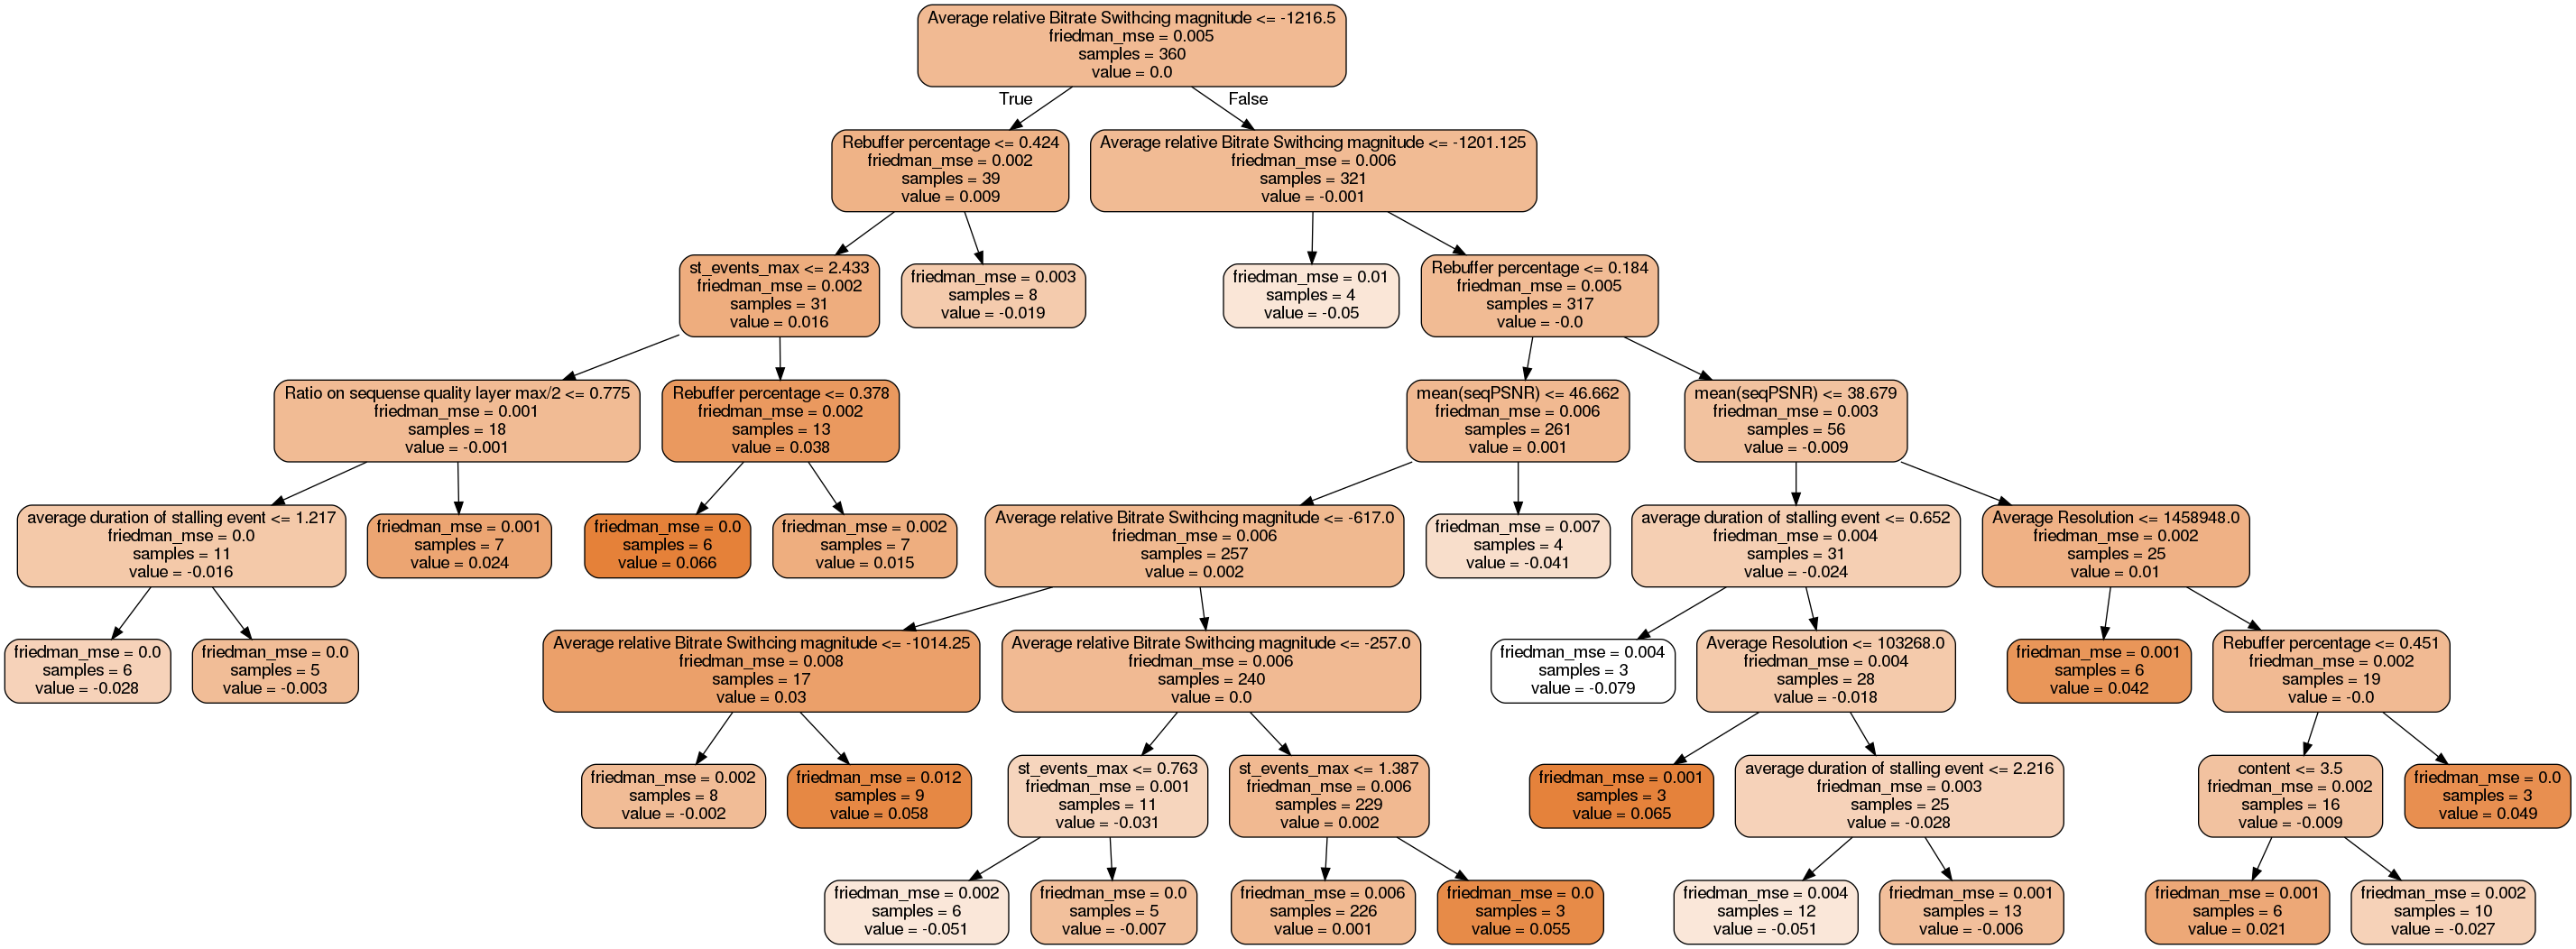 Average relative Bitrate Swithcing magnitude <= -1216.5
friedman_mse = 0.005
samples = 360
value = 0.0
True
False
Rebuffer percentage <= 0.424
friedman_mse = 0.002
samples = 39
value = 0.009
Average relative Bitrate Swithcing magnitude <= -1201.125
friedman_mse = 0.006
samples = 321
value = -0.001
st_events_max <= 2.433
friedman_mse = 0.002
samples = 31
value = 0.016
friedman_mse = 0.003
samples = 8
value = -0.019
friedman_mse = 0.01
samples = 4
value = -0.05
Rebuffer percentage <= 0.184
friedman_mse = 0.005
samples = 317
value = -0.0
Ratio on sequense quality layer max/2 <= 0.775
friedman_mse = 0.001
samples = 18
value = -0.001
Rebuffer percentage <= 0.378
friedman_mse = 0.002
samples = 13
value = 0.038
mean(seqPSNR) <= 46.662
friedman_mse = 0.006
samples = 261
value = 0.001
mean(seqPSNR) <= 38.679
friedman_mse = 0.003
samples = 56
value = -0.009
average duration of stalling event <= 1.217
friedman_mse = 0.0
samples = 11
value = -0.016
friedman_mse = 0.001
samples = 7
value = 0.024
friedman_mse = 0.0
samples = 6
value = 0.066
friedman_mse = 0.002
samples = 7
value = 0.015
Average relative Bitrate Swithcing magnitude <= -617.0
friedman_mse = 0.006
samples = 257
value = 0.002
friedman_mse = 0.007
samples = 4
value = -0.041
average duration of stalling event <= 0.652
friedman_mse = 0.004
samples = 31
value = -0.024
Average Resolution <= 1458948.0
friedman_mse = 0.002
samples = 25
value = 0.01
friedman_mse = 0.0
samples = 6
value = -0.028
friedman_mse = 0.0
samples = 5
value = -0.003
Average relative Bitrate Swithcing magnitude <= -1014.25
friedman_mse = 0.008
samples = 17
value = 0.03
Average relative Bitrate Swithcing magnitude <= -257.0
friedman_mse = 0.006
samples = 240
value = 0.0
friedman_mse = 0.004
samples = 3
value = -0.079
Average Resolution <= 103268.0
friedman_mse = 0.004
samples = 28
value = -0.018
friedman_mse = 0.001
samples = 6
value = 0.042
Rebuffer percentage <= 0.451
friedman_mse = 0.002
samples = 19
value = -0.0
friedman_mse = 0.002
samples = 8
value = -0.002
friedman_mse = 0.012
samples = 9
value = 0.058
st_events_max <= 0.763
friedman_mse = 0.001
samples = 11
value = -0.031
st_events_max <= 1.387
friedman_mse = 0.006
samples = 229
value = 0.002
friedman_mse = 0.001
samples = 3
value = 0.065
average duration of stalling event <= 2.216
friedman_mse = 0.003
samples = 25
value = -0.028
content <= 3.5
friedman_mse = 0.002
samples = 16
value = -0.009
friedman_mse = 0.0
samples = 3
value = 0.049
friedman_mse = 0.002
samples = 6
value = -0.051
friedman_mse = 0.0
samples = 5
value = -0.007
friedman_mse = 0.006
samples = 226
value = 0.001
friedman_mse = 0.0
samples = 3
value = 0.055
friedman_mse = 0.004
samples = 12
value = -0.051
friedman_mse = 0.001
samples = 13
value = -0.006
friedman_mse = 0.001
samples = 6
value = 0.021
friedman_mse = 0.002
samples = 10
value = -0.027